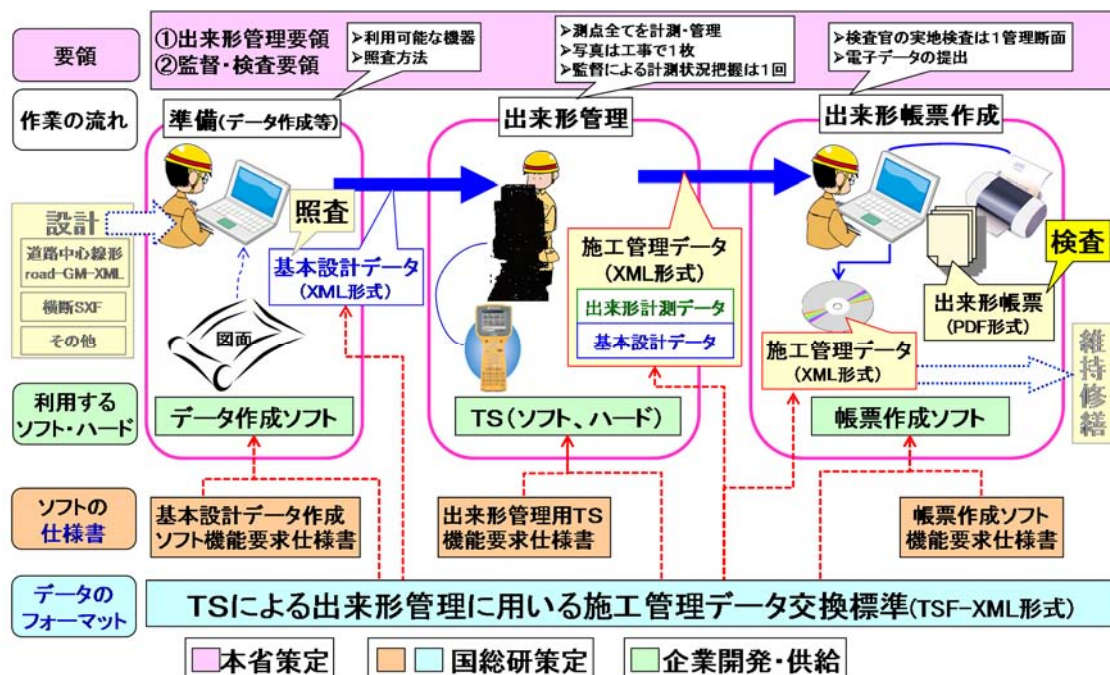 要領
①出来形管理要領
②監督・検査要領
➢利用可能な機器
➢照査方法
➢測点全てを計測・管理
➢写真は工事で1枚
➢監督による計測状況把握は1回
➢検査官の実地検査は1管理断面
➢電子データの提出
作業の流れ
準備(データ作成等)
出来形管理
出来形帳票作成
設計
道路中心線形
road-GM-XML
横断SXF
その他
照査
基本設計データ
(XML形式)
図面
施工管理データ
(XML形式)
出来形計測データ
基本設計データ
検査
出来形帳票
(PDF形式)
施工管理データ
(XML形式)
維持修繕
利用する
ソフト・ハード
データ作成ソフト
TS(ソフト、ハード)
帳票作成ソフト
ソフトの
仕様書
基本設計データ作成
ソフト機能要求仕様書
出来形管理用TS
機能要求仕様書
帳票作成ソフト
機能要求仕様書
データの
フォーマット
TSによる出来形管理に用いる施工管理データ交換標準(TSF-XML形式)
本省策定
国総研策定
企業開発・供給